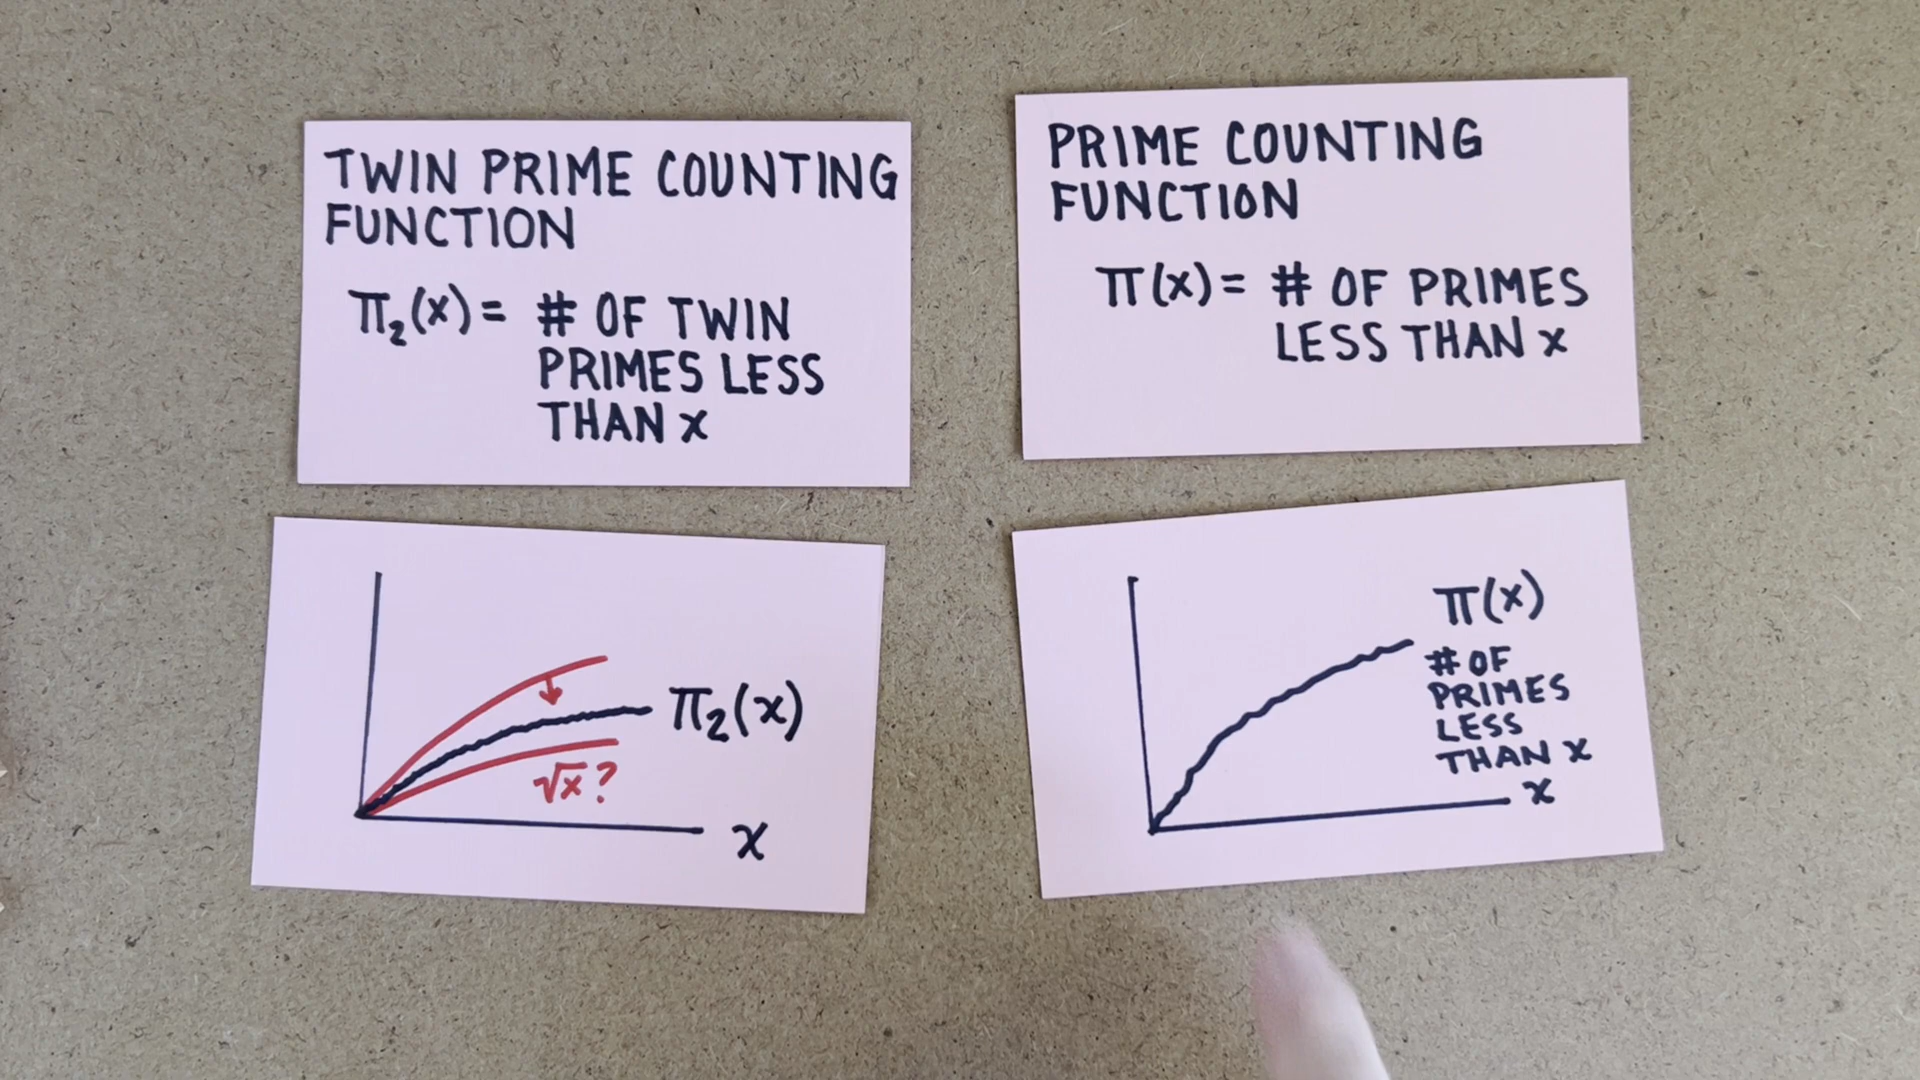 TWIN PRIME COUNTING
FUNCTION
π₂(x) = # OF TWIN
PRIMES LESS
THAN x
PRIME COUNTING
FUNCTION
π(x) = # OF PRIMES
LESS THAN x
π₂(x)
√x ?
x
π(x)
# OF
PRIMES
LESS
THAN x
x